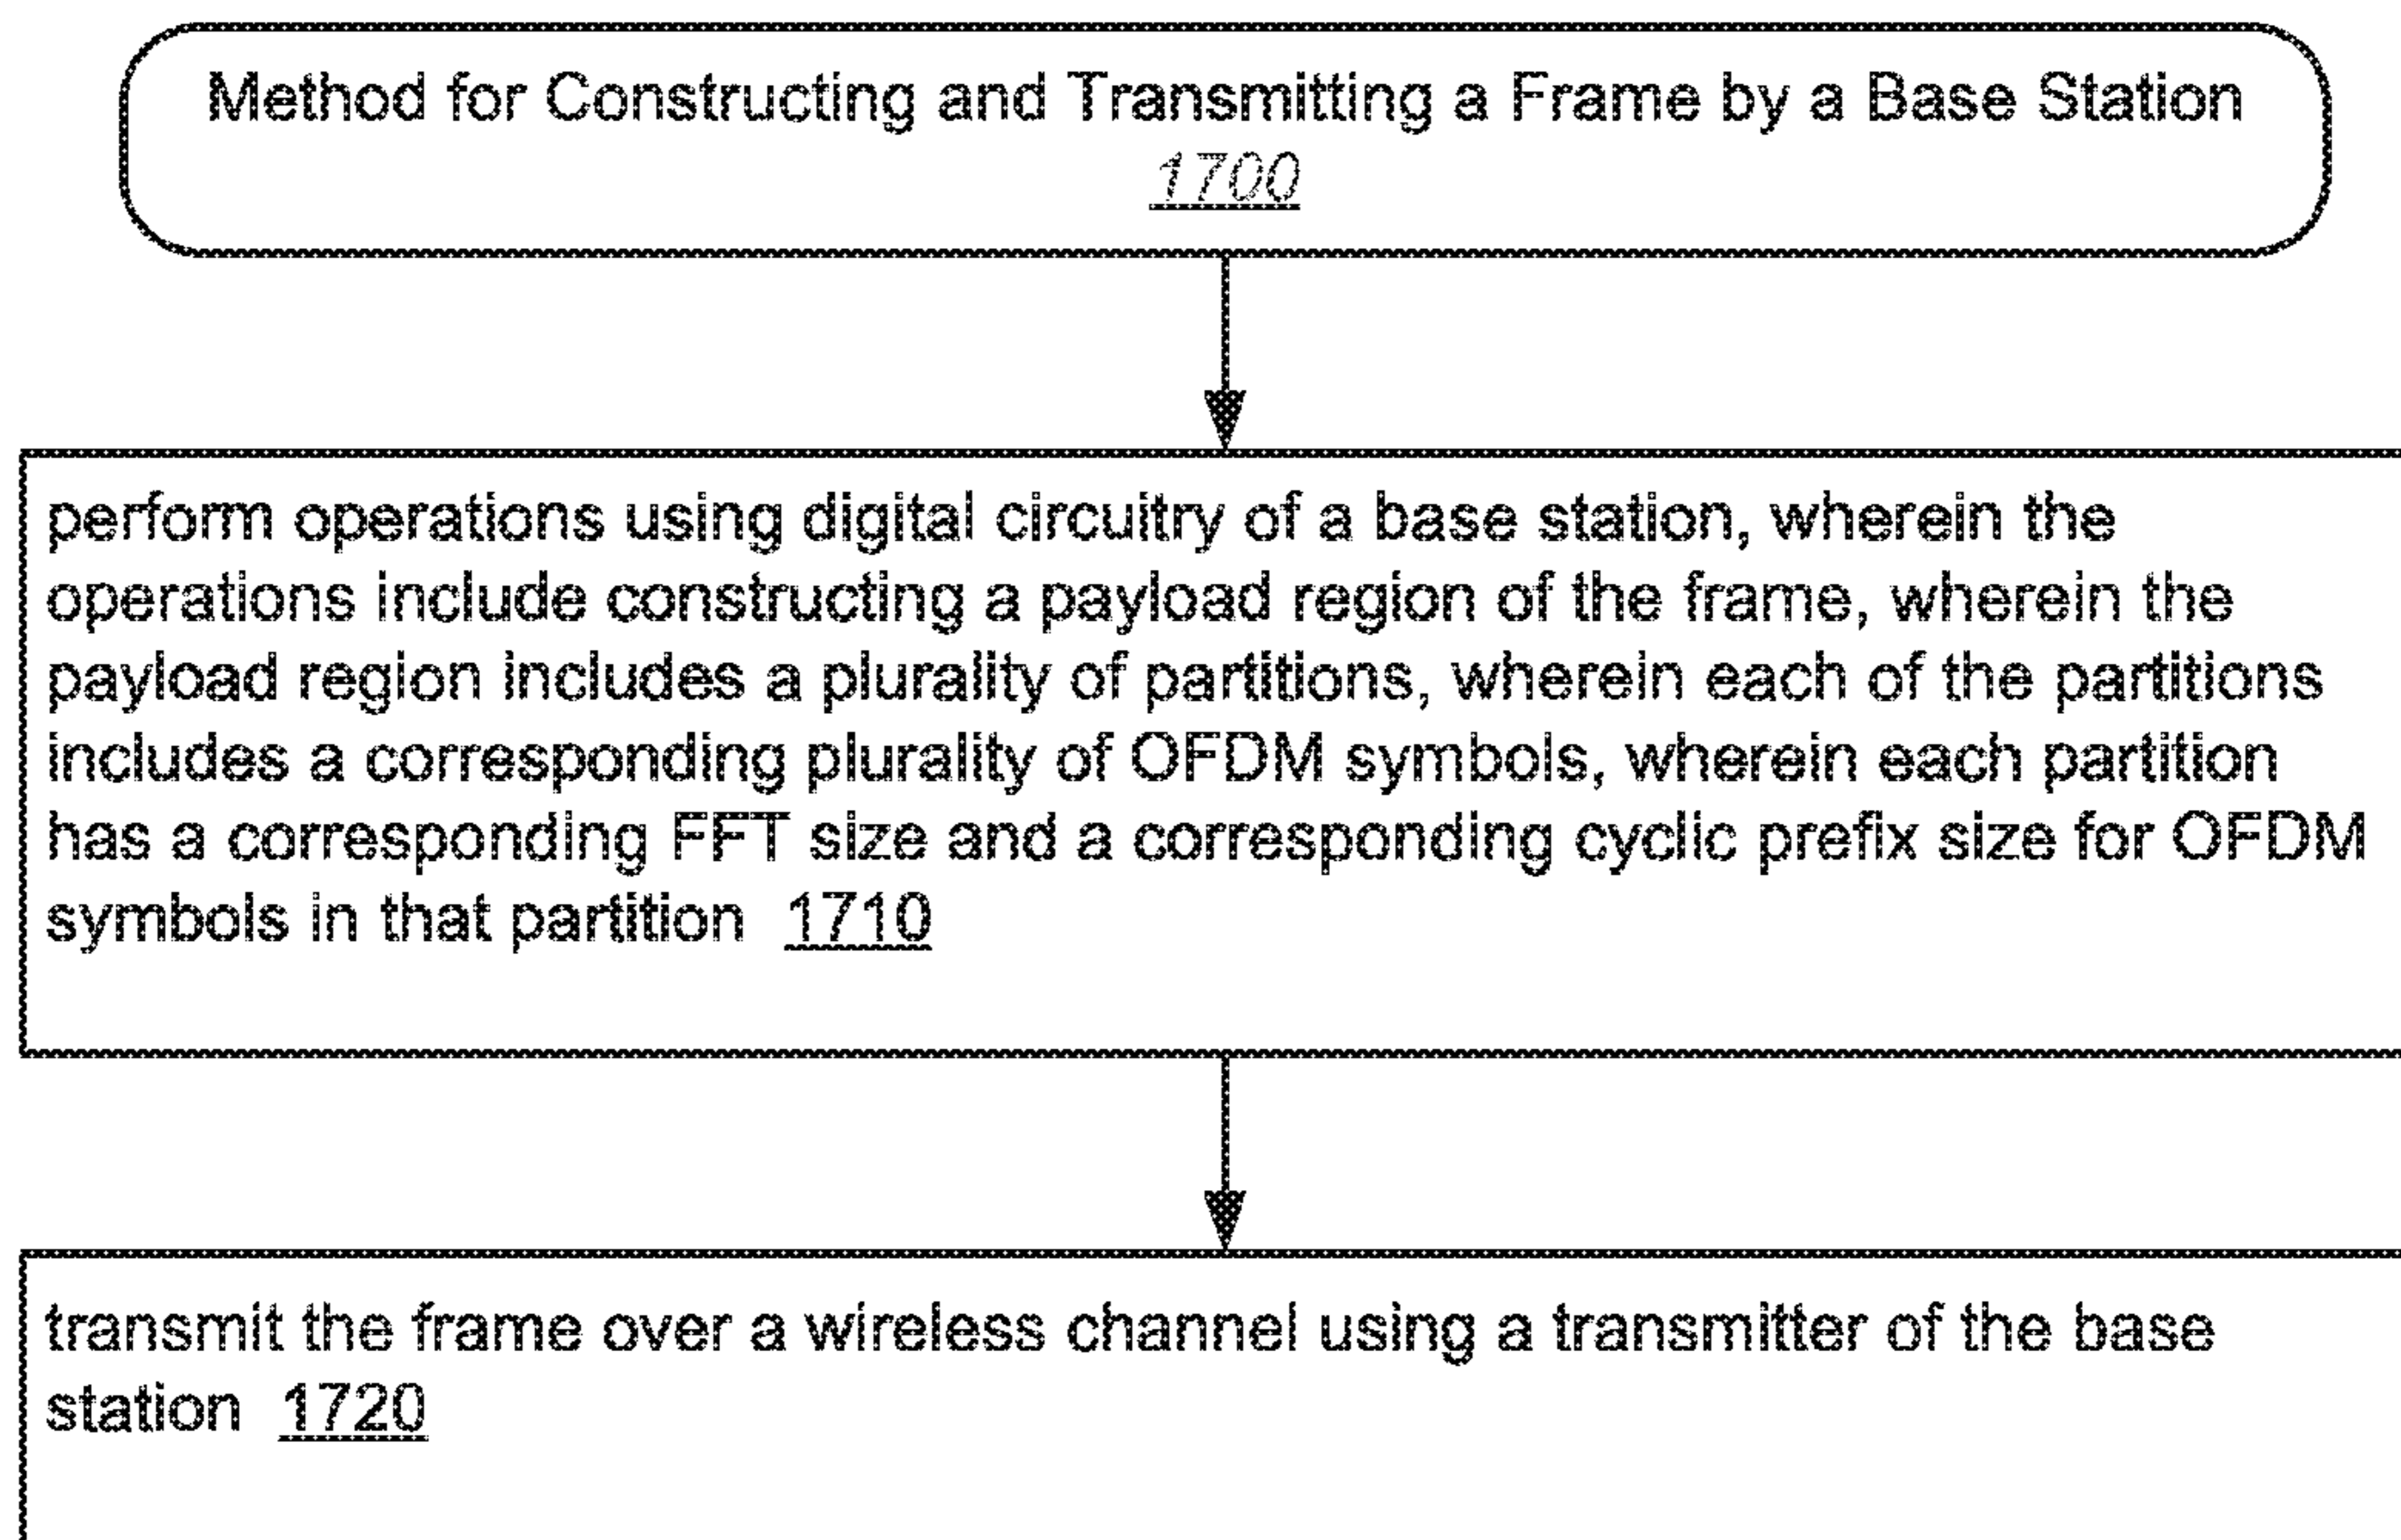 Method for Constructing and Transmitting a Frame by a Base Station
1700
perform operations using digital circuitry of a base station, wherein the
operations include constructing a payload region of the frame, wherein the
payload region includes a plurality of partitions, wherein each of the partitions
includes a corresponding plurality of OFDM symbols, wherein each partition
has a corresponding FFT size and a corresponding cyclic prefix size for OFDM
symbols in that partition 1710
transmit the frame over a wireless channel using a transmitter of the base
station 1720